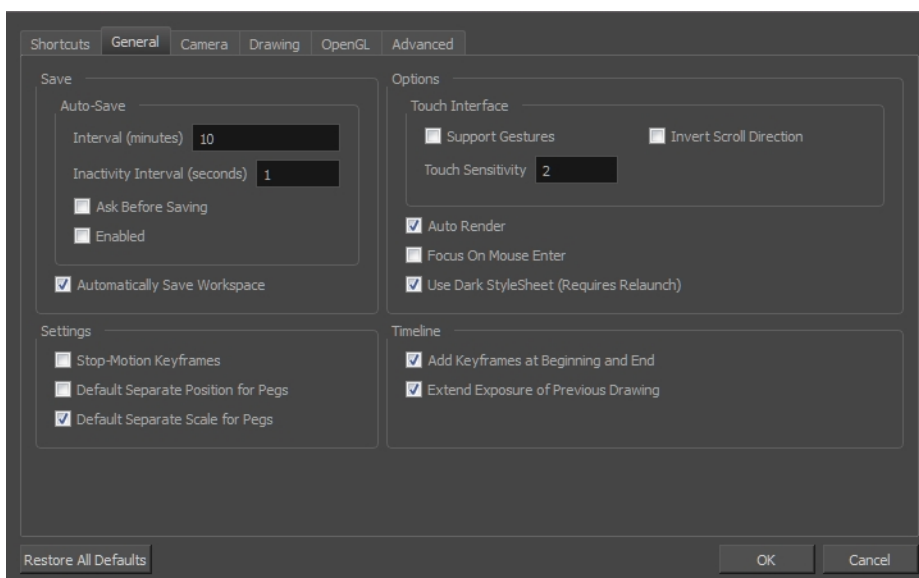 Shortcuts General Camera Drawing OpenGL Advanced
Save
Auto-Save
Interval (minutes) 10
Inactivity Interval (seconds) 1
Ask Before Saving
Enabled
Automatically Save Workspace
Options
Touch Interface
Support Gestures Invert Scroll Direction
Touch Sensitivity 2
Auto Render
Focus On Mouse Enter
Use Dark StyleSheet (Requires Relaunch)
Settings
Stop-Motion Keyframes
Default Separate Position for Pegs
Default Separate Scale for Pegs
Timeline
Add Keyframes at Beginning and End
Extend Exposure of Previous Drawing
Restore All Defaults OK Cancel